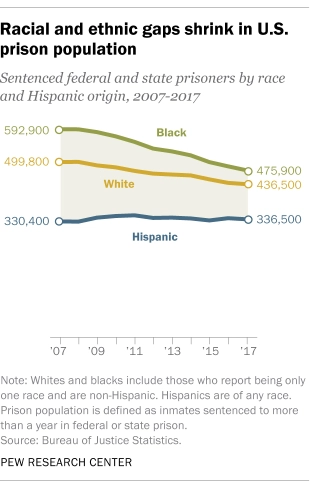 Racial and ethnic gaps shrink in U.S.
prison population
Sentenced federal and state prisoners by race
and Hispanic origin, 2007-2017
592,900
Black
499,800
475,900
White
436,500
330,400
336,500
Hispanic
'07 '09 '11 '13 '15 '17
Note: Whites and blacks include those who report being only
one race and are non-Hispanic. Hispanics are of any race.
Prison population is defined as inmates sentenced to more
than a year in federal or state prison.
Source: Bureau of Justice Statistics.
PEW RESEARCH CENTER